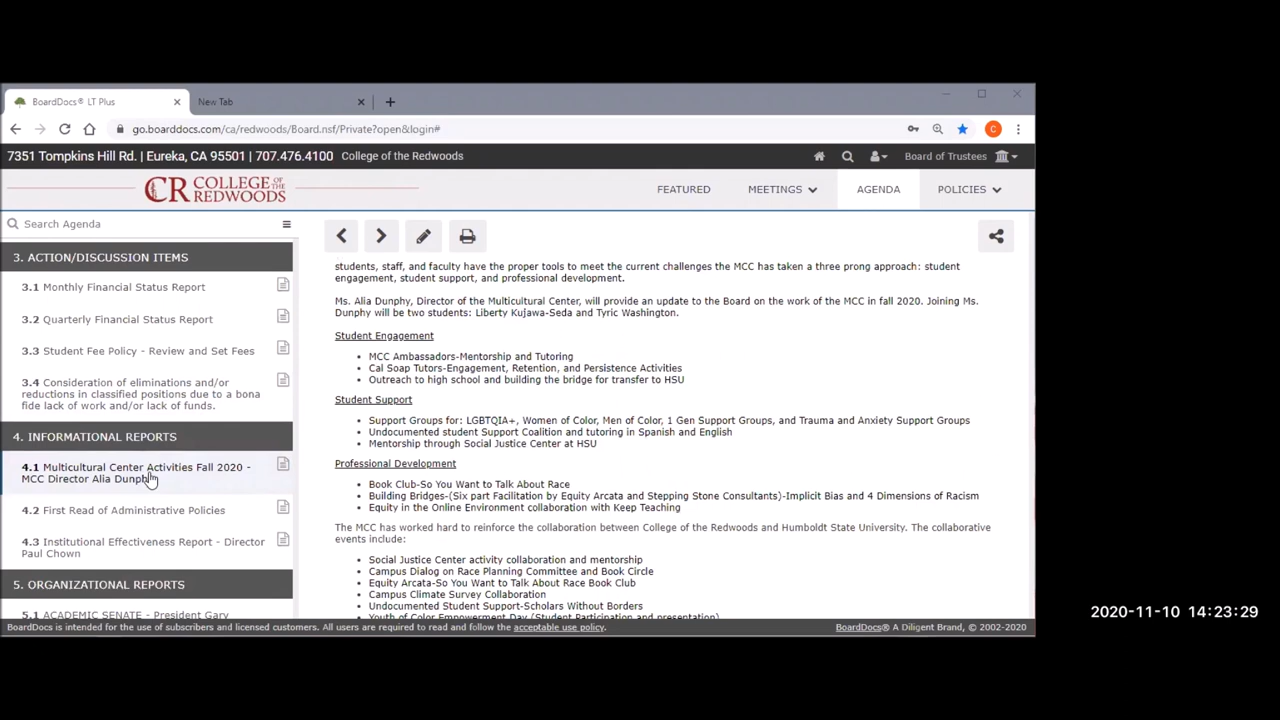 BoardDocs® LT Plus
New Tab
go.boarddocs.com/ca/redwoods/Board.nsf/Private?open&login#
7351 Tompkins Hill Rd. | Eureka, CA 95501 | 707.476.4100 College of the Redwoods
Board of Trustees
CR COLLEGE OF THE REDWOODS
FEATURED MEETINGS AGENDA POLICIES
Search Agenda
3. ACTION/DISCUSSION ITEMS
3.1 Monthly Financial Status Report
3.2 Quarterly Financial Status Report
3.3 Student Fee Policy - Review and Set Fees
3.4 Consideration of eliminations and/or
reductions in classified positions due to a bona
fide lack of work and/or lack of funds.
4. INFORMATIONAL REPORTS
4.1 Multicultural Center Activities Fall 2020 -
MCC Director Alia Dunphy
4.2 First Read of Administrative Policies
4.3 Institutional Effectiveness Report - Director
Paul Chown
5. ORGANIZATIONAL REPORTS
5.1 ACADEMIC SENATE - President Gary
students, staff, and faculty have the proper tools to meet the current challenges the MCC has taken a three prong approach: student
engagement, student support, and professional development.
Ms. Alia Dunphy, Director of the Multicultural Center, will provide an update to the Board on the work of the MCC in fall 2020. Joining Ms.
Dunphy will be two students: Liberty Kujawa-Seda and Tyric Washington.
Student Engagement
• MCC Ambassadors-Mentorship and Tutoring
• Cal Soap Tutors-Engagement, Retention, and Persistence Activities
• Outreach to high school and building the bridge for transfer to HSU
Student Support
• Support Groups for: LGBTQIA+, Women of Color, Men of Color, 1 Gen Support Groups, and Trauma and Anxiety Support Groups
• Undocumented student Support Coalition and tutoring in Spanish and English
• Mentorship through Social Justice Center at HSU
Professional Development
• Book Club-So You Want to Talk About Race
• Building Bridges-(Six part Facilitation by Equity Arcata and Stepping Stone Consultants)-Implicit Bias and 4 Dimensions of Racism
• Equity in the Online Environment collaboration with Keep Teaching
The MCC has worked hard to reinforce the collaboration between College of the Redwoods and Humboldt State University. The collaborative
events include:
• Social Justice Center activity collaboration and mentorship
• Campus Dialog on Race Planning Committee and Book Circle
• Equity Arcata-So You Want to Talk About Race Book Club
• Campus Climate Survey Collaboration
• Undocumented Student Support-Scholars Without Borders
• Youth of Color Empowerment Day (Student Participation and presentation)
BoardDocs is intended for the use of subscribers and licensed customers. All users are required to read and follow the acceptable use policy.
BoardDocs® A Diligent Brand, © 2002-2020
C
2020-11-10 14:23:29